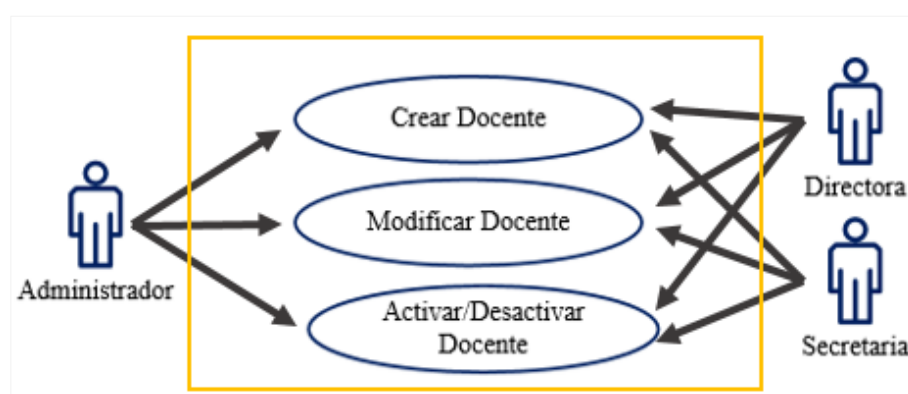 Crear Docente
Directora
Modificar Docente
Administrador
Activar/Desactivar
Docente
Secretaria